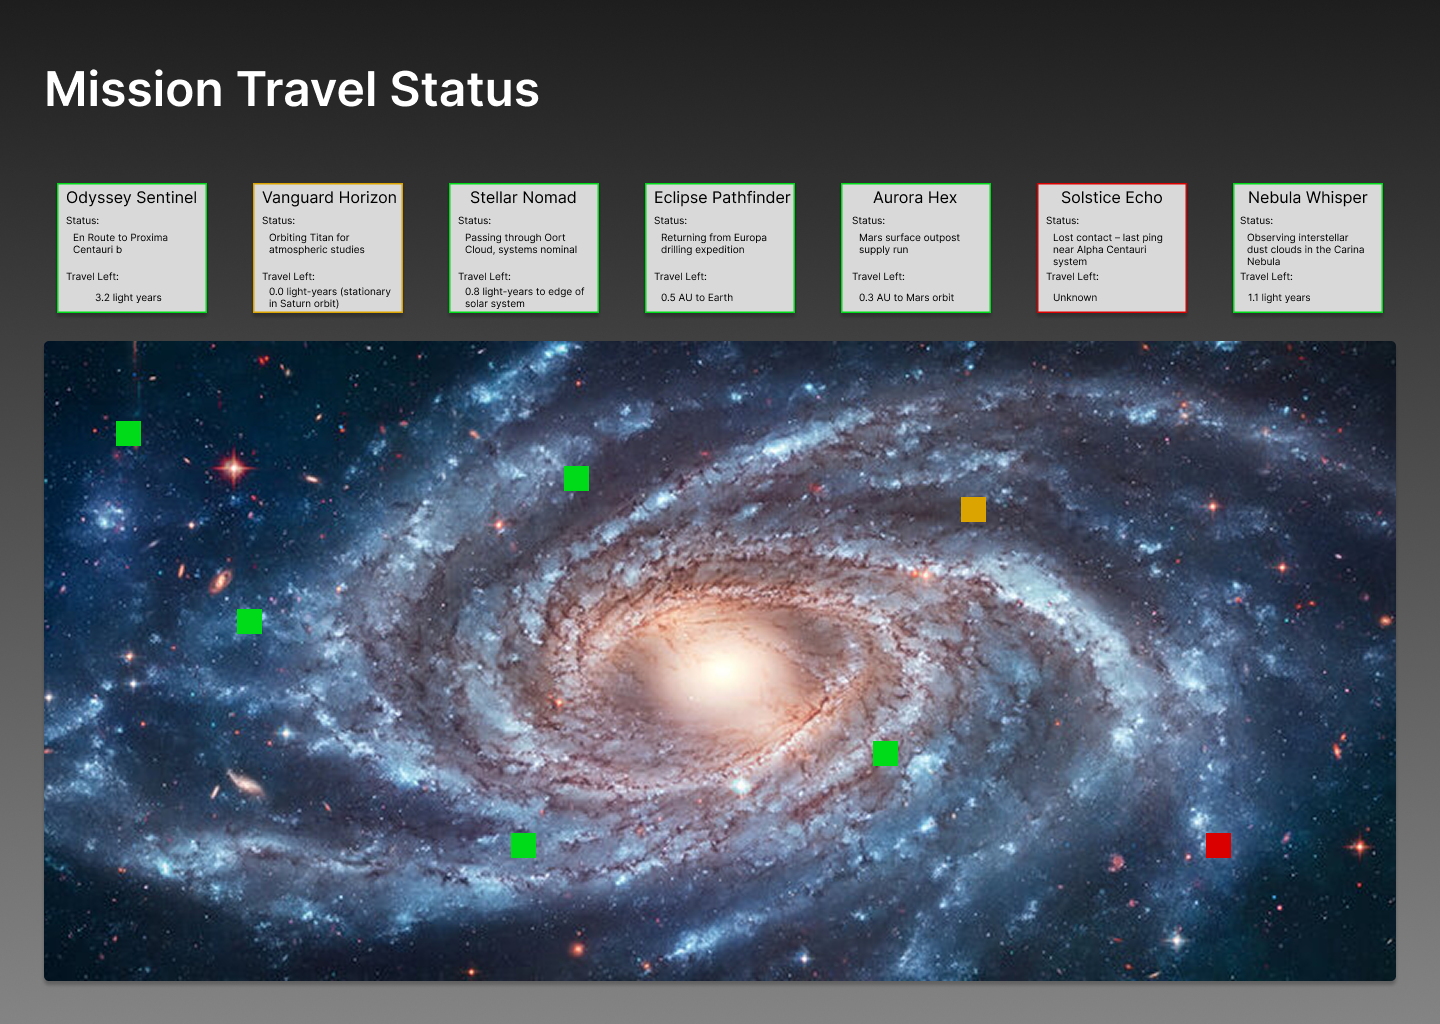 Mission Travel Status
Odyssey Sentinel
Status:
En Route to Proxima
Centauri b
Travel Left:
3.2 light years
Vanguard Horizon
Status:
Orbiting Titan for
atmospheric studies
Travel Left:
0.0 light-years (stationary
in Saturn orbit)
Stellar Nomad
Status:
Passing through Oort
Cloud, systems nominal
Travel Left:
0.8 light-years to edge of
solar system
Eclipse Pathfinder
Status:
Returning from Europa
drilling expedition
Travel Left:
0.5 AU to Earth
Aurora Hex
Status:
Mars surface outpost
supply run
Travel Left:
0.3 AU to Mars orbit
Solstice Echo
Status:
Lost contact – last ping
near Alpha Centauri
system
Travel Left:
Unknown
Nebula Whisper
Status:
Observing interstellar
dust clouds in the Carina
Nebula
Travel Left:
1.1 light years